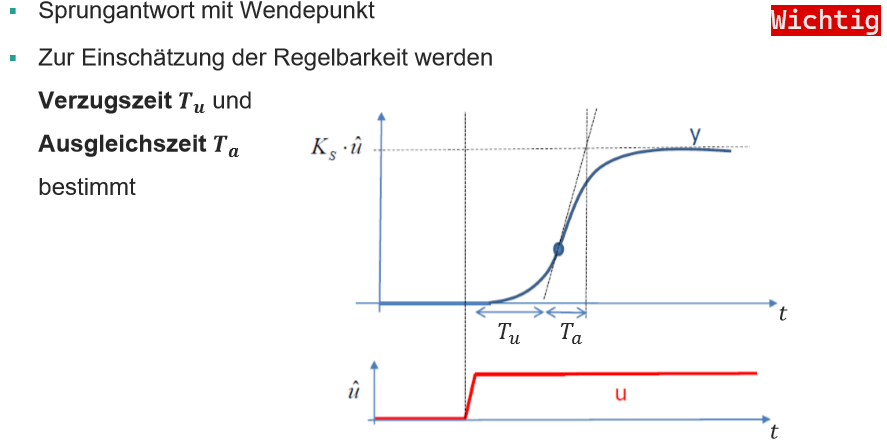 ▪ Sprungantwort mit Wendepunkt
Wichtig
▪ Zur Einschätzung der Regelbarkeit werden
Verzugszeit Tᵤ und
Ausgleichszeit Tₐ
bestimmt
Kₛ · û
y
t
Tᵤ
Tₐ
û
u
t